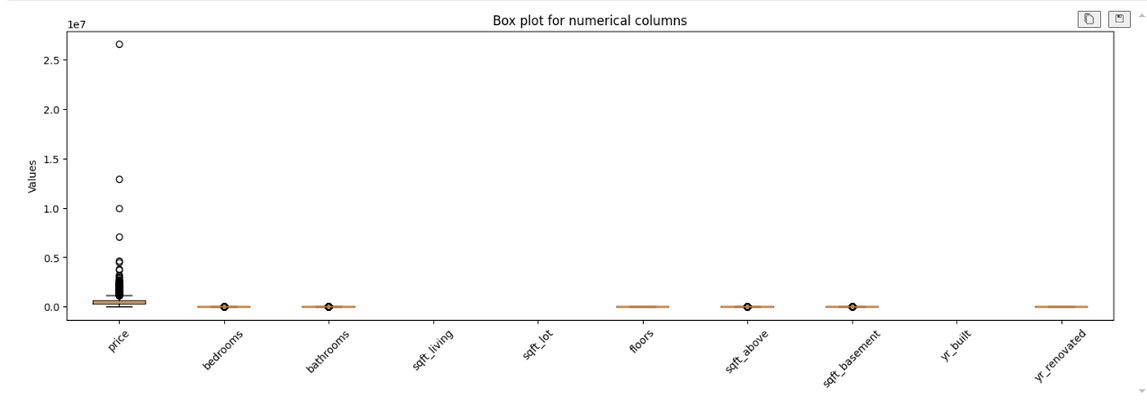 Box plot for numerical columns
1e7
2.5
2.0
1.5
1.0
0.5
0.0
Values
price
bedrooms
bathrooms
sqft_living
sqft_lot
floors
sqft_above
sqft_basement
yr_built
yr_renovated